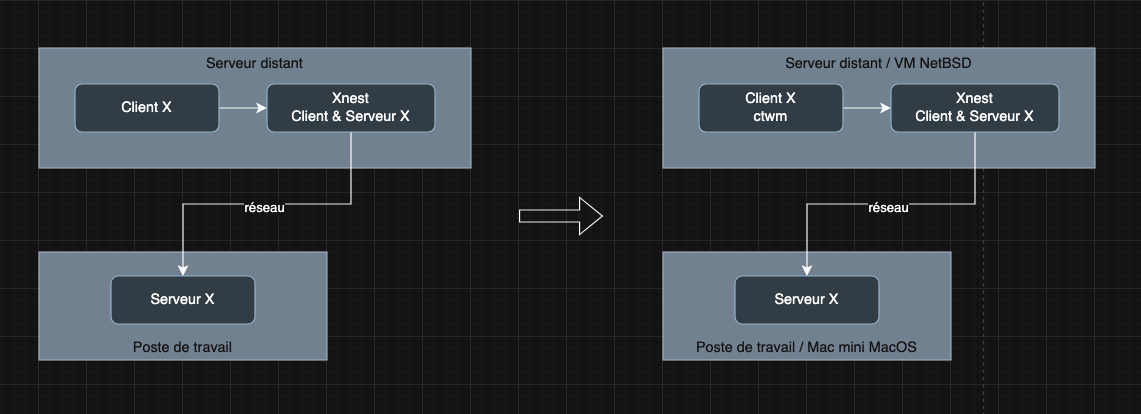 Serveur distant
Client X
Xnest
Client & Serveur X
réseau
Serveur X
Poste de travail
Serveur distant / VM NetBSD
Client X
ctwm
Xnest
Client & Serveur X
réseau
Serveur X
Poste de travail / Mac mini MacOS